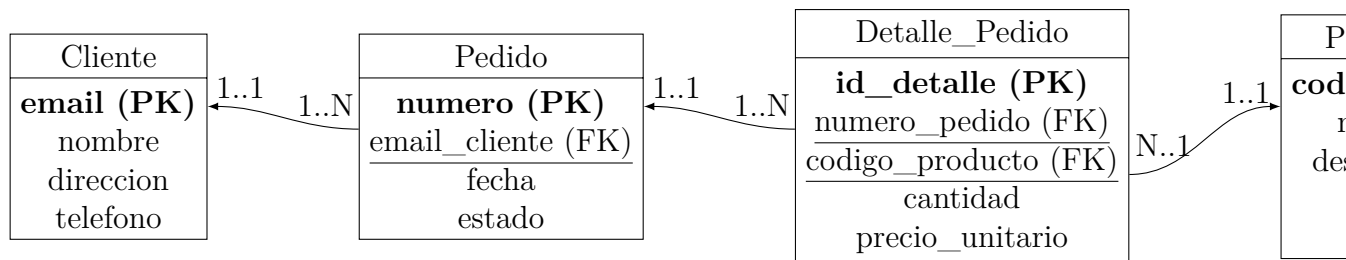 Cliente
email (PK)
nombre
direccion
telefono
1..1
1..N
Pedido
numero (PK)
email_cliente (FK)
fecha
estado
1..1
1..N
Detalle_Pedido
id_detalle (PK)
numero_pedido (FK)
codigo_producto (FK)
cantidad
precio_unitario
N..1
1..1